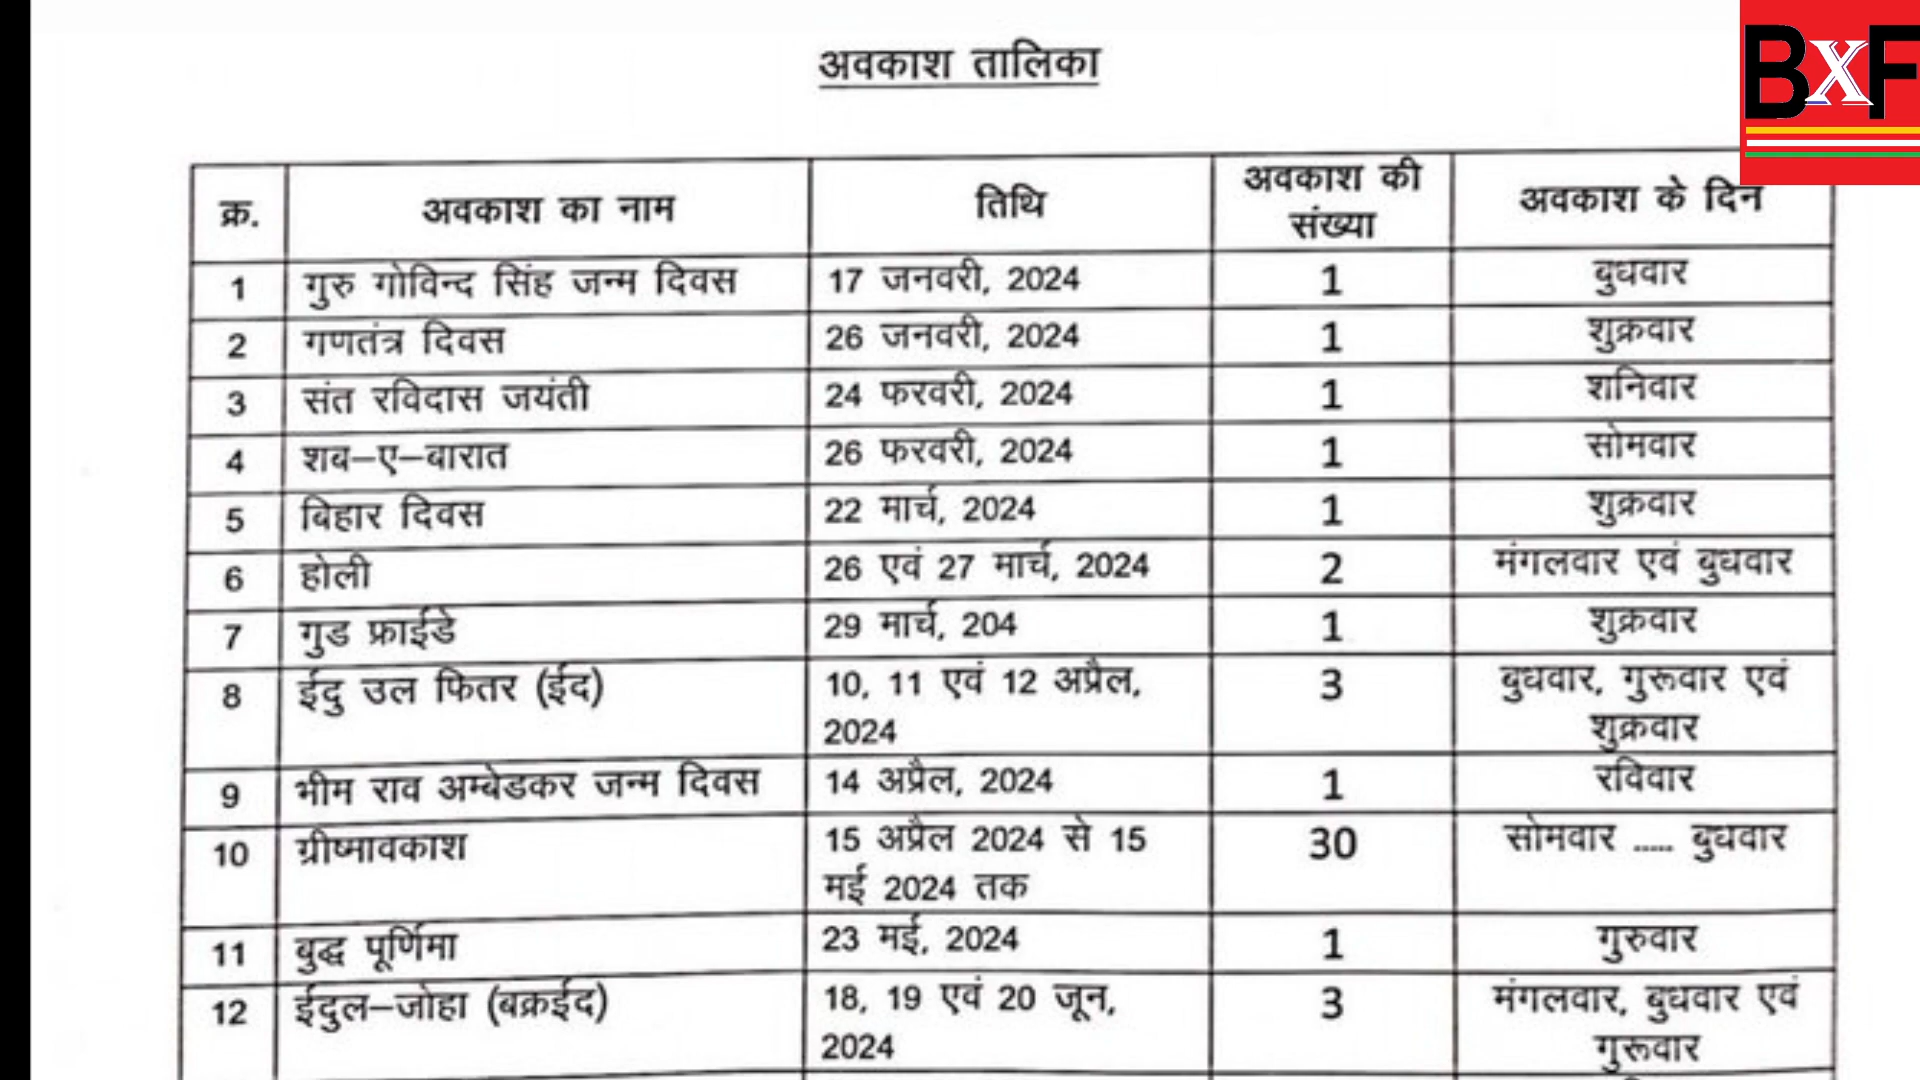 BxF
अवकाश तालिका
क्र. अवकाश का नाम तिथि अवकाश की संख्या अवकाश के दिन
1 गुरु गोविन्द सिंह जन्म दिवस 17 जनवरी, 2024 1 बुधवार
2 गणतंत्र दिवस 26 जनवरी, 2024 1 शुक्रवार
3 संत रविदास जयंती 24 फरवरी, 2024 1 शनिवार
4 शब–ए–बारात 26 फरवरी, 2024 1 सोमवार
5 बिहार दिवस 22 मार्च, 2024 1 शुक्रवार
6 होली 26 एवं 27 मार्च, 2024 2 मंगलवार एवं बुधवार
7 गुड फ्राईडे 29 मार्च, 204 1 शुक्रवार
8 ईदु उल फितर (ईद) 10, 11 एवं 12 अप्रैल, 3 बुधवार, गुरूवार एवं
2024 शुक्रवार
9 भीम राव अम्बेडकर जन्म दिवस 14 अप्रैल, 2024 1 रविवार
10 ग्रीष्मावकाश 15 अप्रैल 2024 से 15 30 सोमवार ..... बुधवार
मई 2024 तक
11 बुद्ध पूर्णिमा 23 मई, 2024 1 गुरुवार
12 ईदुल–जोहा (बक्रईद) 18, 19 एवं 20 जून, 3 मंगलवार, बुधवार एवं
2024 गुरूवार